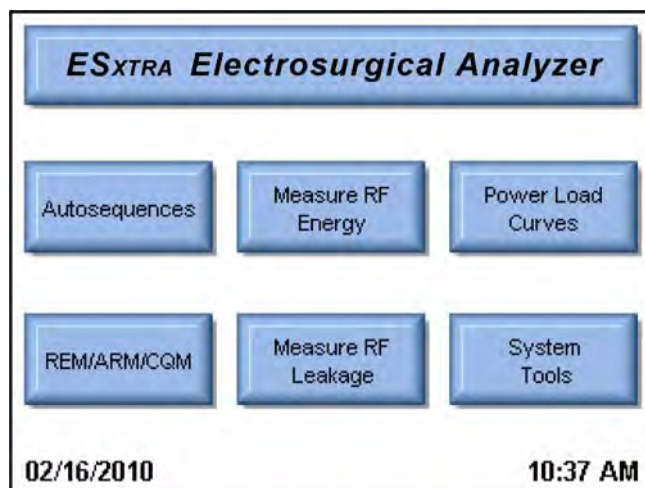 ESXTRA Electrosurgical Analyzer
Autosequences
Measure RF
Energy
Power Load
Curves
REM/ARM/CQM
Measure RF
Leakage
System
Tools
02/16/2010
10:37 AM